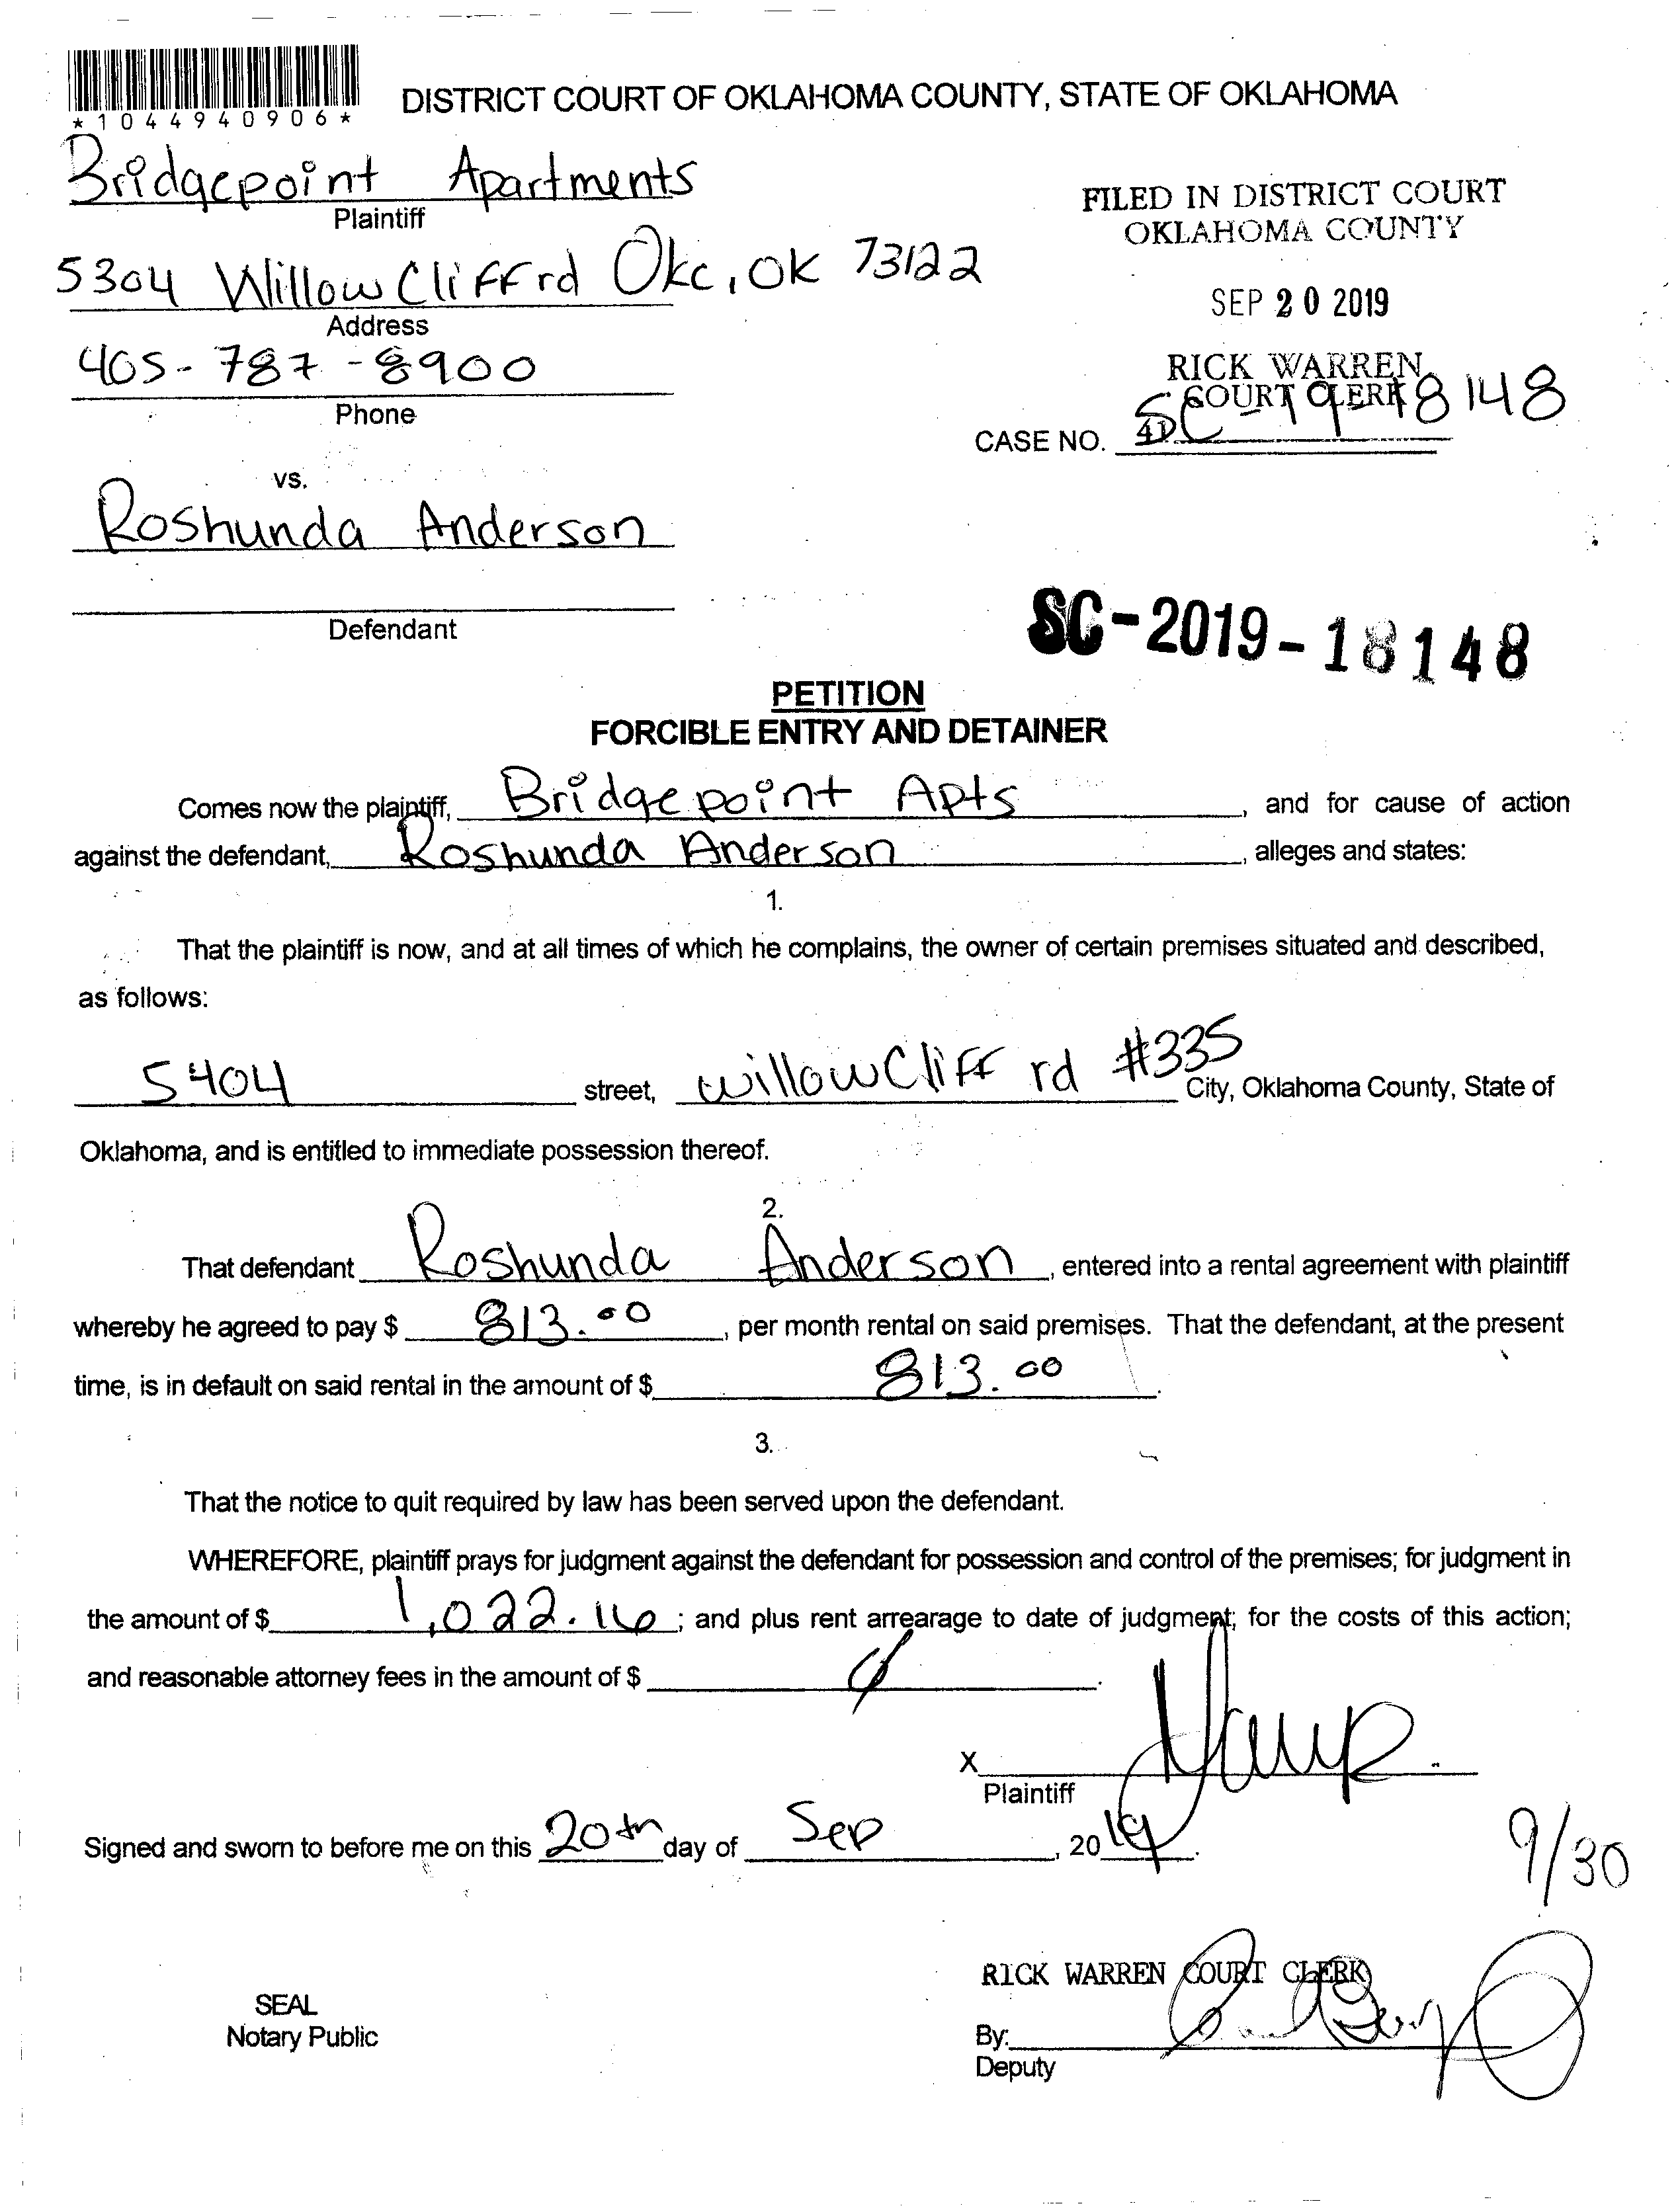 *1044940906*
DISTRICT COURT OF OKLAHOMA COUNTY, STATE OF OKLAHOMA
Bridgepoint Apartments
Plaintiff
FILED IN DISTRICT COURT
OKLAHOMA COUNTY
5304 Willow Cliff rd Okc, OK 73122
Address
SEP 20 2019
405-787-8900
Phone
RICK WARREN
COURT CLERK
41
CASE NO. SC-19-18148
vs.
Roshunda Anderson
Defendant
SC-2019-18148
PETITION
FORCIBLE ENTRY AND DETAINER
Comes now the plaintiff, Bridgepoint Apts, and for cause of action
against the defendant, Roshunda Anderson, alleges and states:
1.
That the plaintiff is now, and at all times of which he complains, the owner of certain premises situated and described,
as follows:
5404 street, willow Cliff rd #335 City, Oklahoma County, State of
Oklahoma, and is entitled to immediate possession thereof.
2.
That defendant Roshunda Anderson, entered into a rental agreement with plaintiff
whereby he agreed to pay $ 813.00, per month rental on said premises. That the defendant, at the present
time, is in default on said rental in the amount of $ 813.00.
3.
That the notice to quit required by law has been served upon the defendant.
WHEREFORE, plaintiff prays for judgment against the defendant for possession and control of the premises; for judgment in
the amount of $ 1,022.16; and plus rent arrearage to date of judgment; for the costs of this action;
and reasonable attorney fees in the amount of $ ∅.
X
Plaintiff
Signed and sworn to before me on this 20th day of Sep, 2019.
9/30
RICK WARREN COURT CLERK
SEAL
Notary Public
By:
Deputy